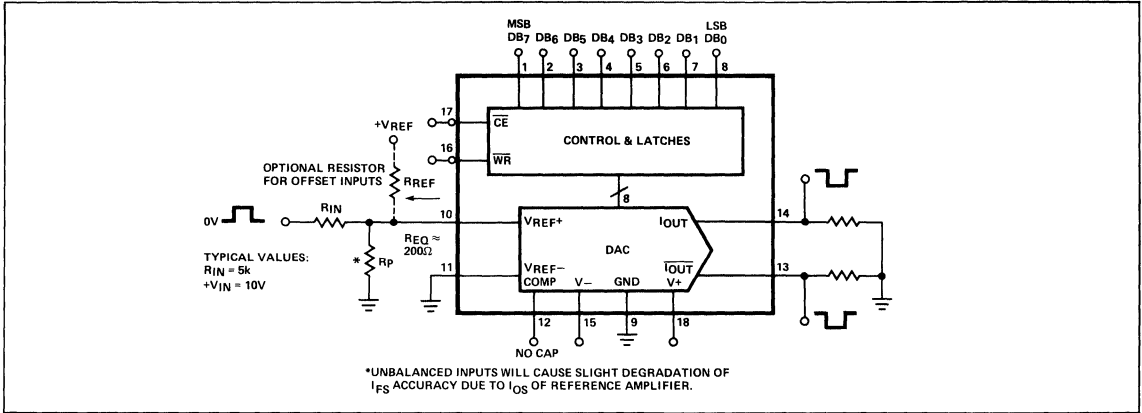 MSB LSB
DB7 DB6 DB5 DB4 DB3 DB2 DB1 DB0
1 2 3 4 5 6 7 8
17 CE
CONTROL & LATCHES
16 WR
+VREF
OPTIONAL RESISTOR
FOR OFFSET INPUTS
RREF
8
0V
RIN
10
VREF+
IOUT
14
REQ ≈
200Ω
DAC
* RP
TYPICAL VALUES:
RIN = 5k
+VIN = 10V
11
VREF−
IOUT
13
COMP V− GND V+
12 15 9 18
NO CAP
*UNBALANCED INPUTS WILL CAUSE SLIGHT DEGRADATION OF
IFS ACCURACY DUE TO IOS OF REFERENCE AMPLIFIER.